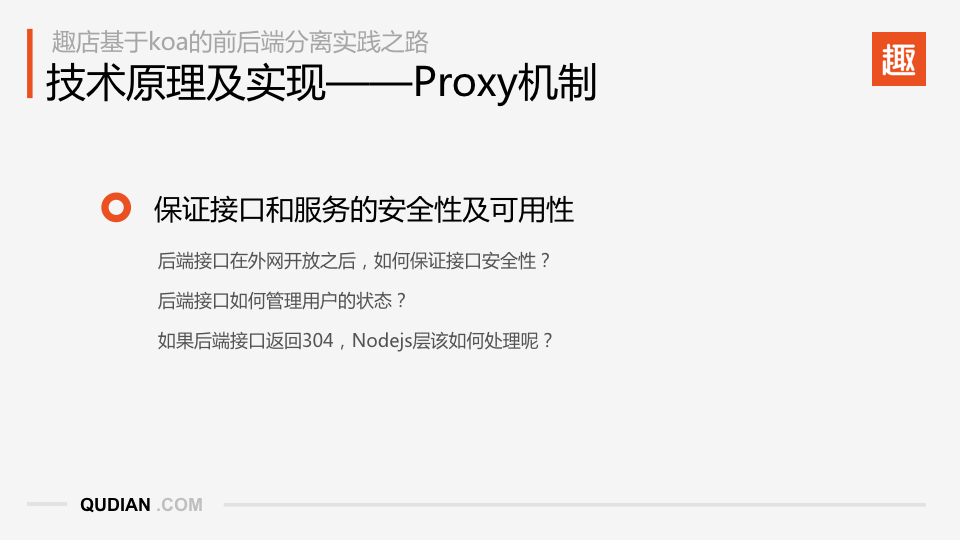 趣店基于koa的前后端分离实践之路
技术原理及实现——Proxy机制
趣
保证接口和服务的安全性及可用性
后端接口在外网开放之后，如何保证接口安全性？
后端接口如何管理用户的状态？
如果后端接口返回304，Nodejs层该如何处理呢？
QUDIAN .COM